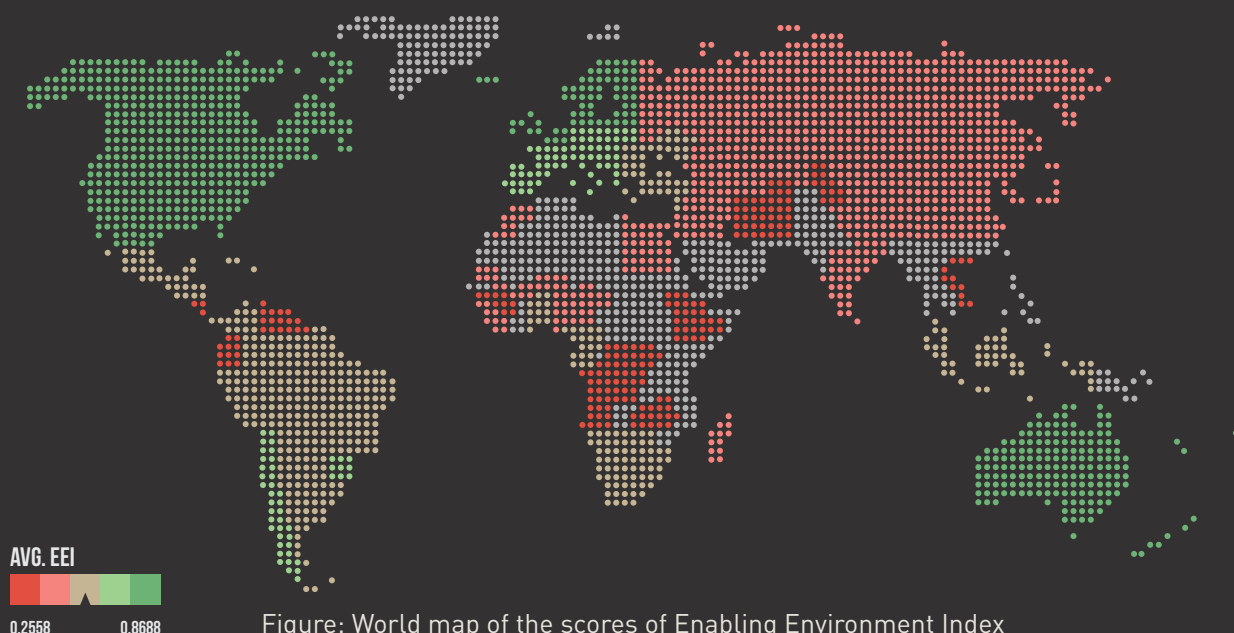 AVG. EEI
0.2558 0.8688
Figure: World map of the scores of Enabling Environment Index